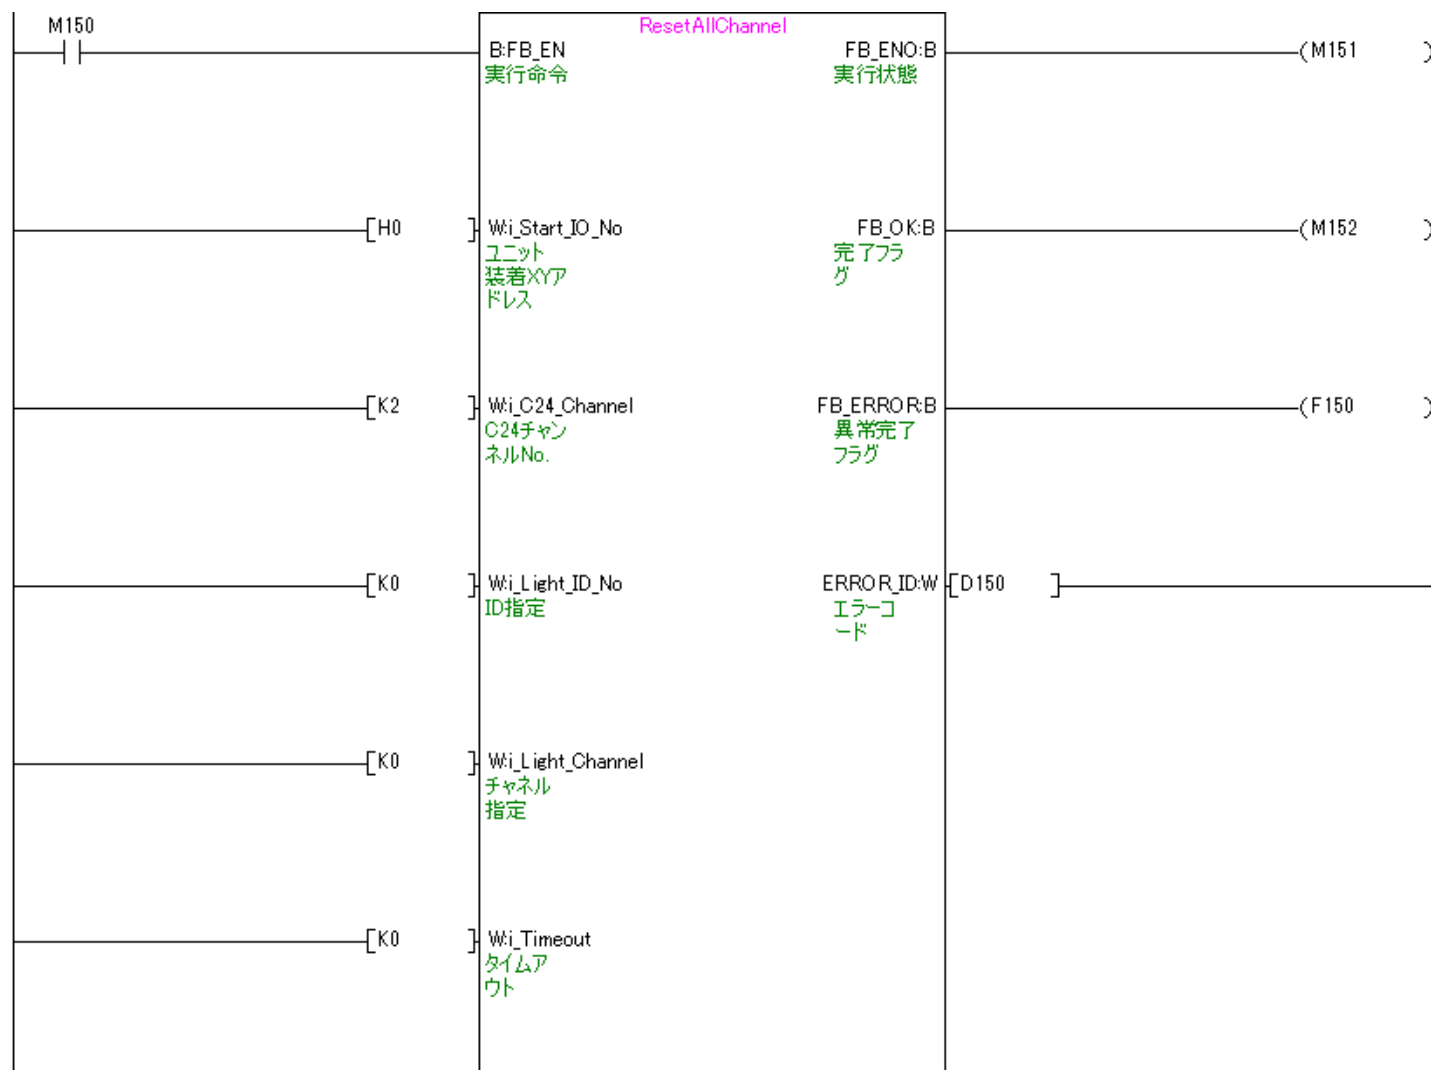 M150
ResetAllChannel
B:FB_EN
実行命令
FB_ENO:B
実行状態
(M151 )
[H0 ]
W:i_Start_IO_No
ユニット
装着XYア
ドレス
FB_OK:B
完了フラ
グ
(M152 )
[K2 ]
W:i_C24_Channel
C24チャン
ネルNo.
FB_ERROR:B
異常完了
フラグ
(F150 )
[K0 ]
W:i_Light_ID_No
ID指定
ERROR_ID:W
エラーコ
ード
[D150 ]
[K0 ]
W:i_Light_Channel
チャネル
指定
[K0 ]
W:i_Timeout
タイムア
ウト